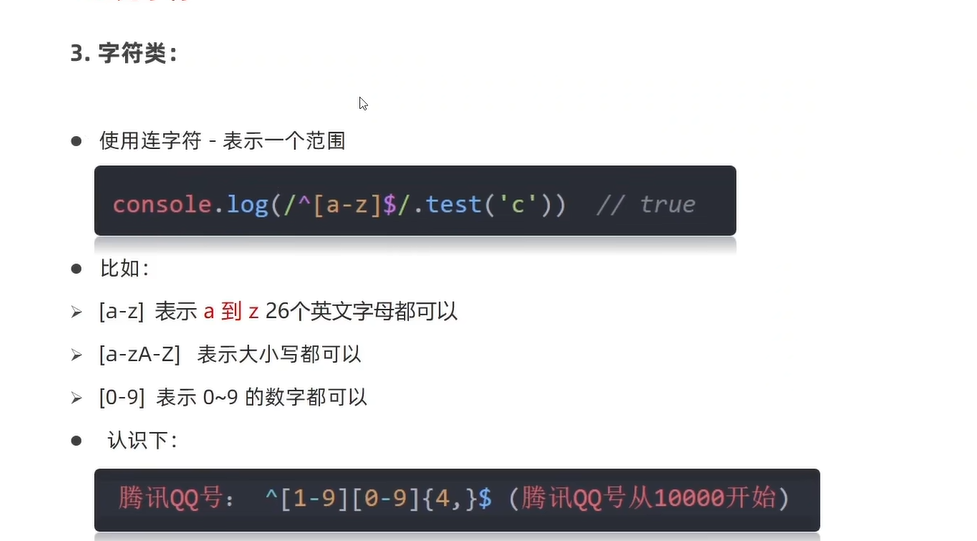 3. 字符类：
● 使用连字符 - 表示一个范围
console.log(/^[a-z]$/.test('c')) // true
● 比如：
➢ [a-z] 表示 a 到 z 26个英文字母都可以
➢ [a-zA-Z] 表示大小写都可以
➢ [0-9] 表示 0~9 的数字都可以
● 认识下：
腾讯QQ号： ^[1-9][0-9]{4,}$ (腾讯QQ号从10000开始)